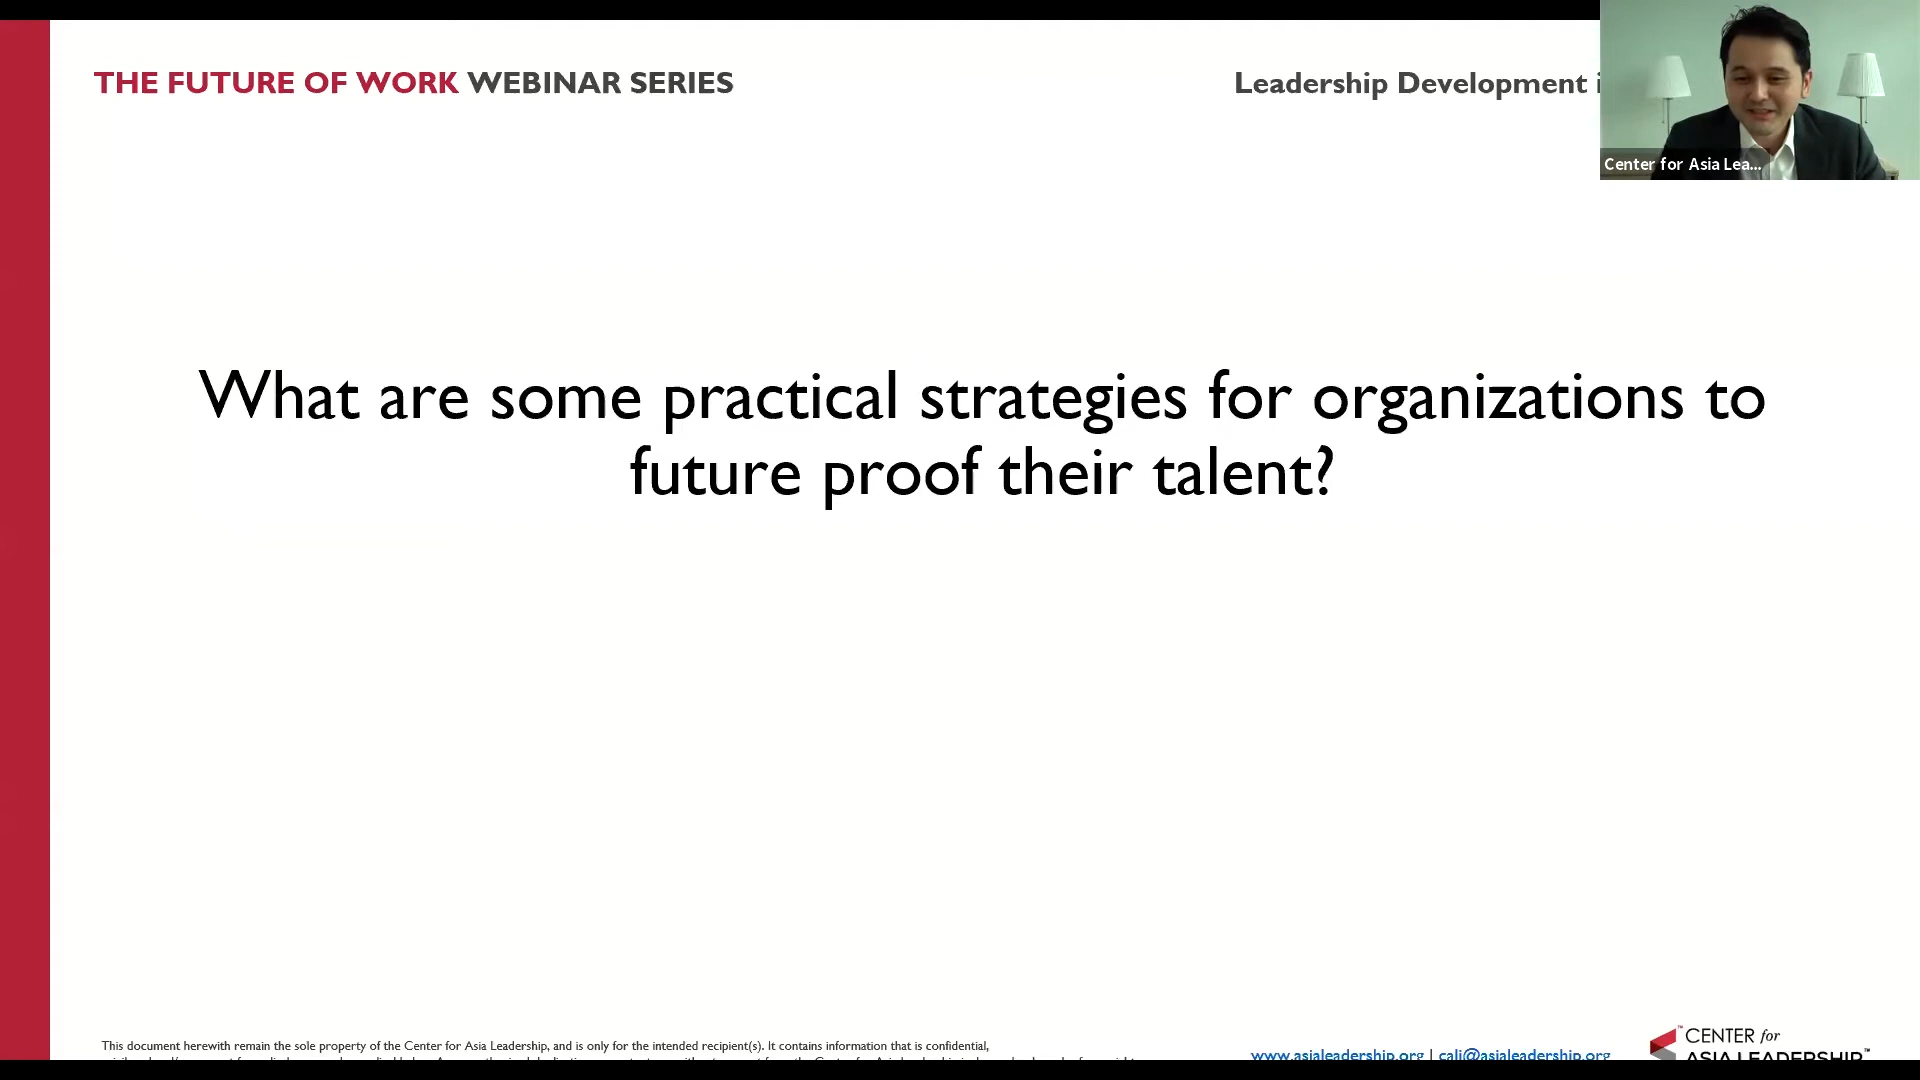 THE FUTURE OF WORK WEBINAR SERIES
Leadership Development
Center for Asia Lea...
What are some practical strategies for organizations to
future proof their talent?
This document herewith remain the sole property of the Center for Asia Leadership, and is only for the intended recipient(s). It contains information that is confidential,
www.asialeadership.org | cali@asialeadership.org
CENTER for
ASIA LEADERSHIP™